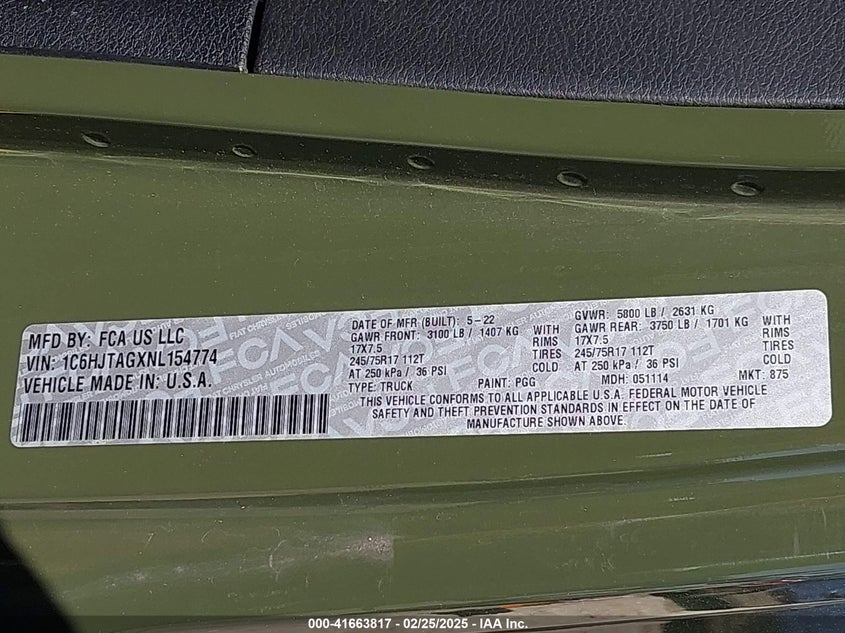 MFD BY: FCA US LLC
VIN: 1C6HJTAGXNL154774
VEHICLE MADE IN U.S.A.
DATE OF MFR (BUILT): 5-22
GAWR FRONT: 3100 LB / 1407 KG WITH
17X7.5 RIMS
245/75R17 112T TIRES
AT 250 kPa / 36 PSI COLD
TYPE: TRUCK PAINT: PGG
GVWR: 5800 LB / 2631 KG
GAWR REAR: 3750 LB / 1701 KG WITH
17X7.5 RIMS
245/75R17 112T TIRES
AT 250 kPa / 36 PSI COLD
MDH: 051114 MKT: 875
THIS VEHICLE CONFORMS TO ALL APPLICABLE U.S.A. FEDERAL MOTOR VEHICLE
SAFETY AND THEFT PREVENTION STANDARDS IN EFFECT ON THE DATE OF
MANUFACTURE SHOWN ABOVE.
000-41663817 - 02/25/2025 - IAA Inc.